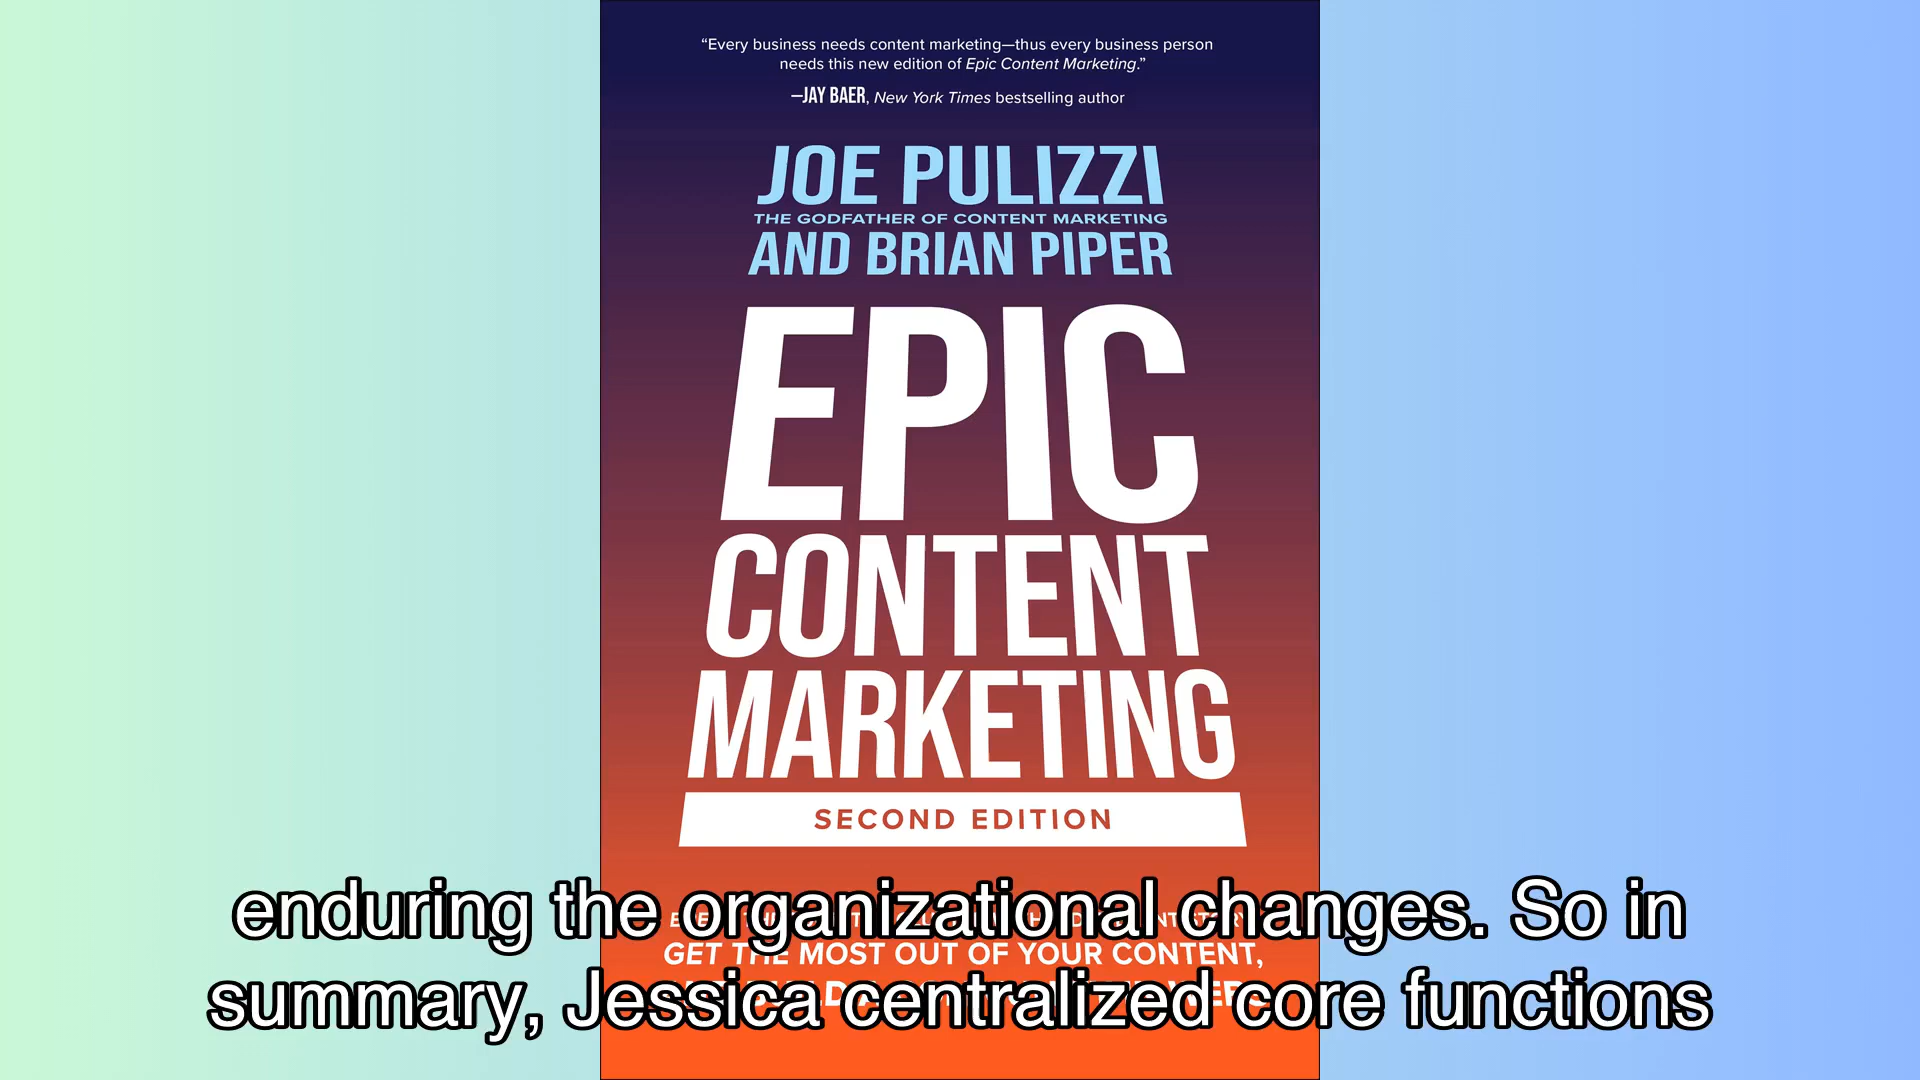 “Every business needs content marketing—thus every business person
needs this new edition of Epic Content Marketing.”
—JAY BAER, New York Times bestselling author
JOE PULIZZI
THE GODFATHER OF CONTENT MARKETING
AND BRIAN PIPER
EPIC
CONTENT
MARKETING
SECOND EDITION
enduring the organizational changes. So in
GET THE MOST OUT OF YOUR CONTENT,
summary, Jessica centralized core functions